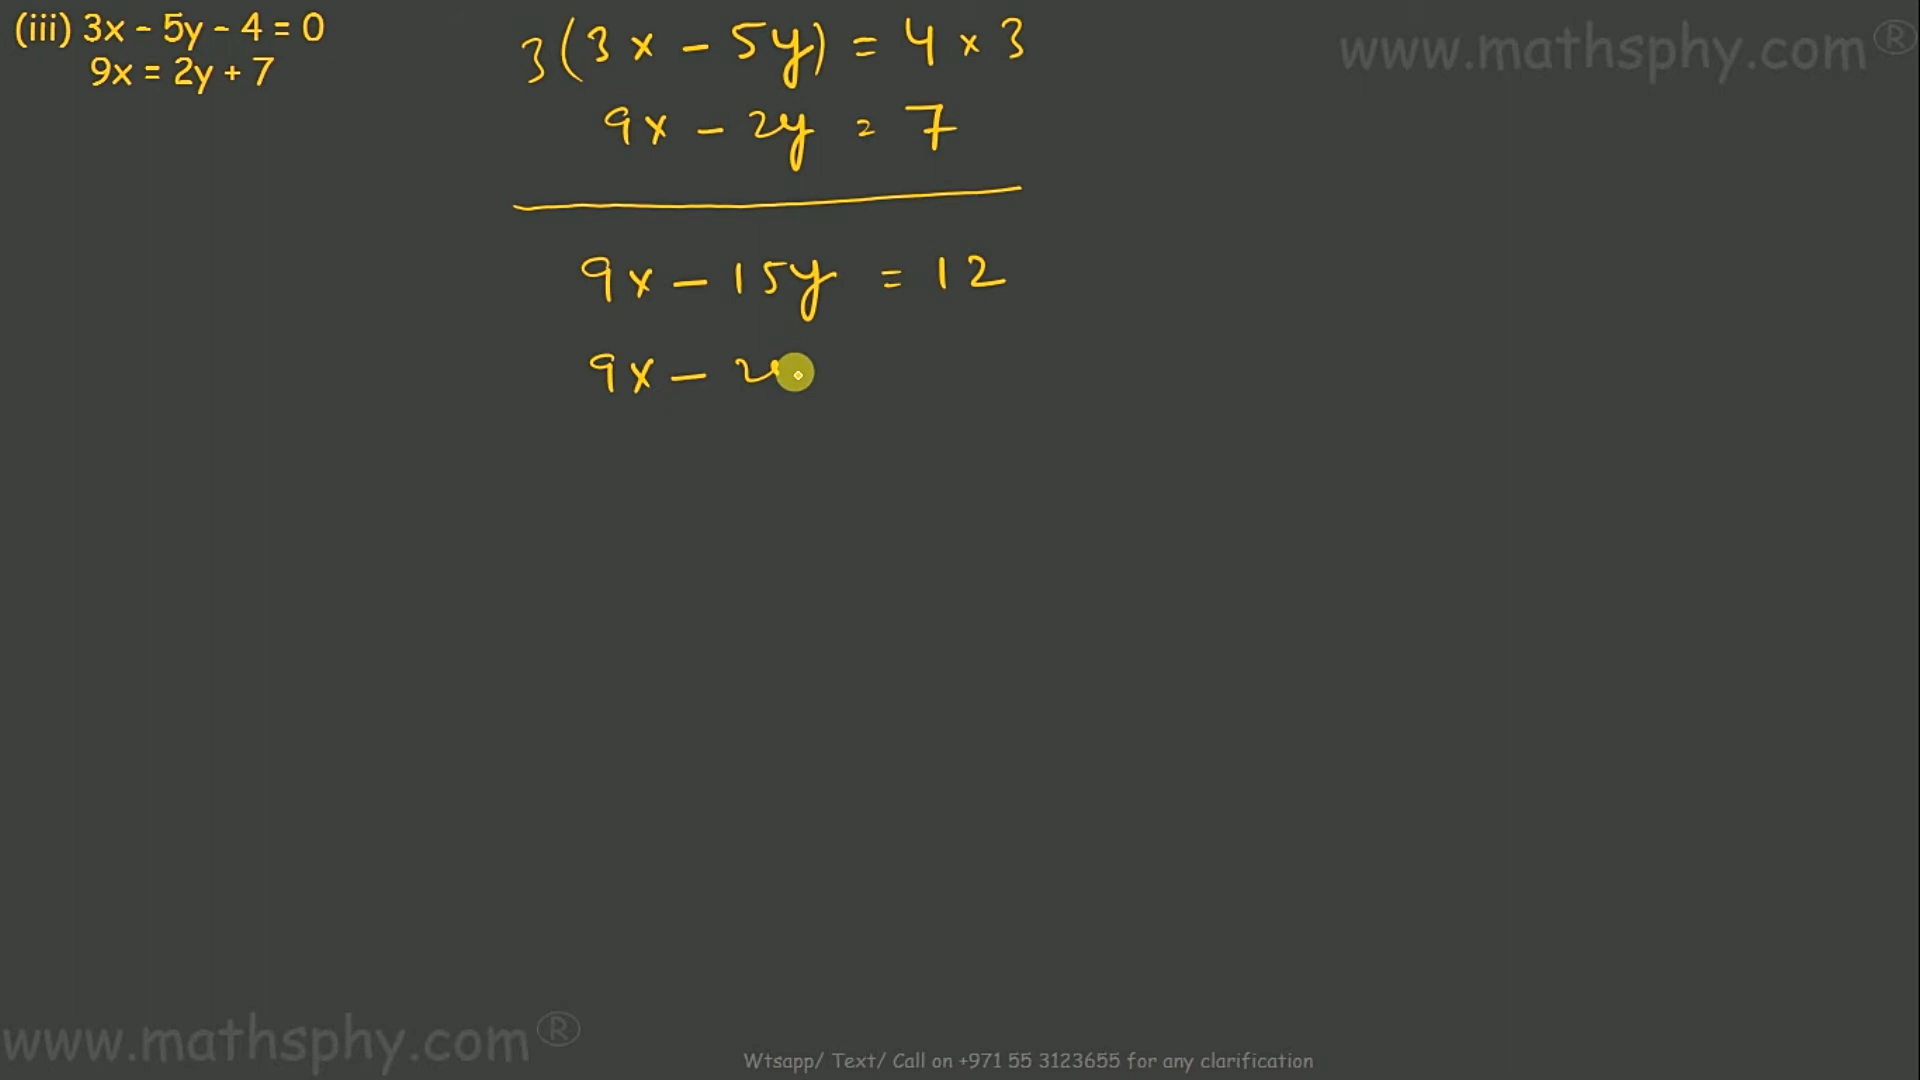 (iii) 3x - 5y - 4 = 0
9x = 2y + 7
3(3x - 5y) = 4 x 3
9x - 2y = 7
9x - 15y = 12
9x - 2
www.mathsphy.com®
www.mathsphy.com®
Wtsapp/ Text/ Call on +971 55 3123655 for any clarification